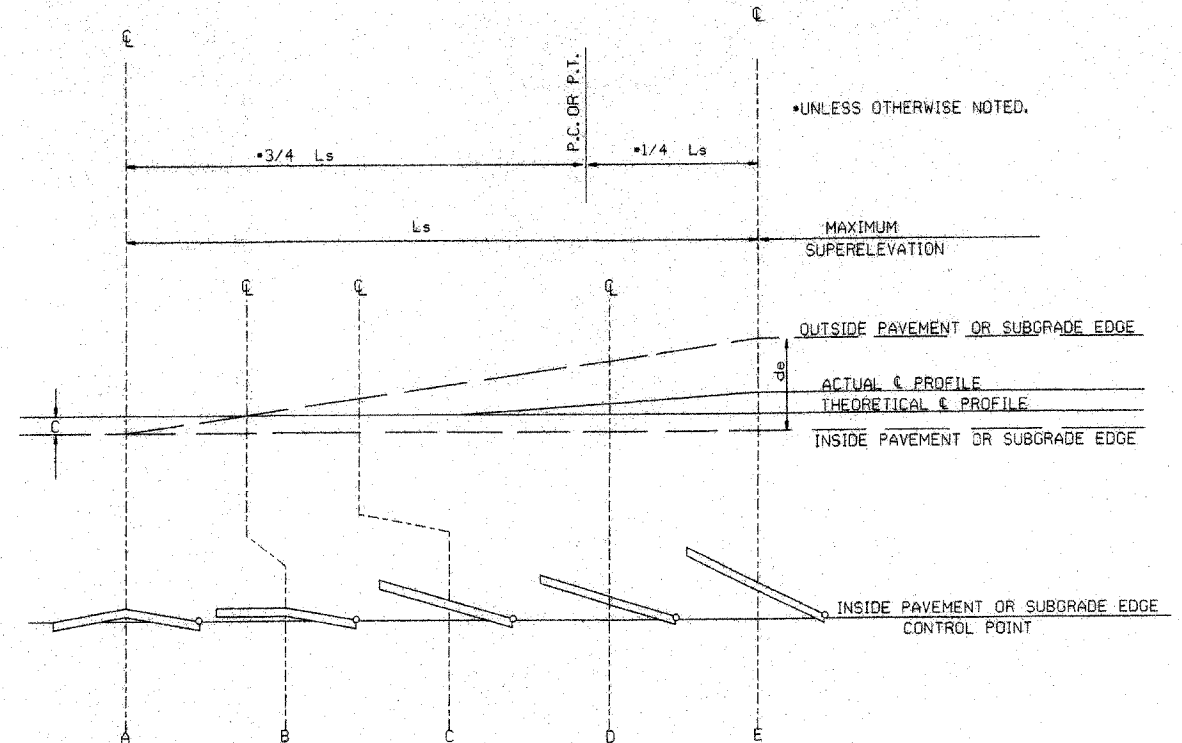 ℄
℄
P.C. OR P.T.
*UNLESS OTHERWISE NOTED.
*3/4 Ls
*1/4 Ls
Ls
MAXIMUM
SUPERELEVATION
℄
℄
℄
OUTSIDE PAVEMENT OR SUBGRADE EDGE
de
ACTUAL ℄ PROFILE
THEORETICAL ℄ PROFILE
C
INSIDE PAVEMENT OR SUBGRADE EDGE
INSIDE PAVEMENT OR SUBGRADE EDGE
CONTROL POINT
A
B
C
D
E